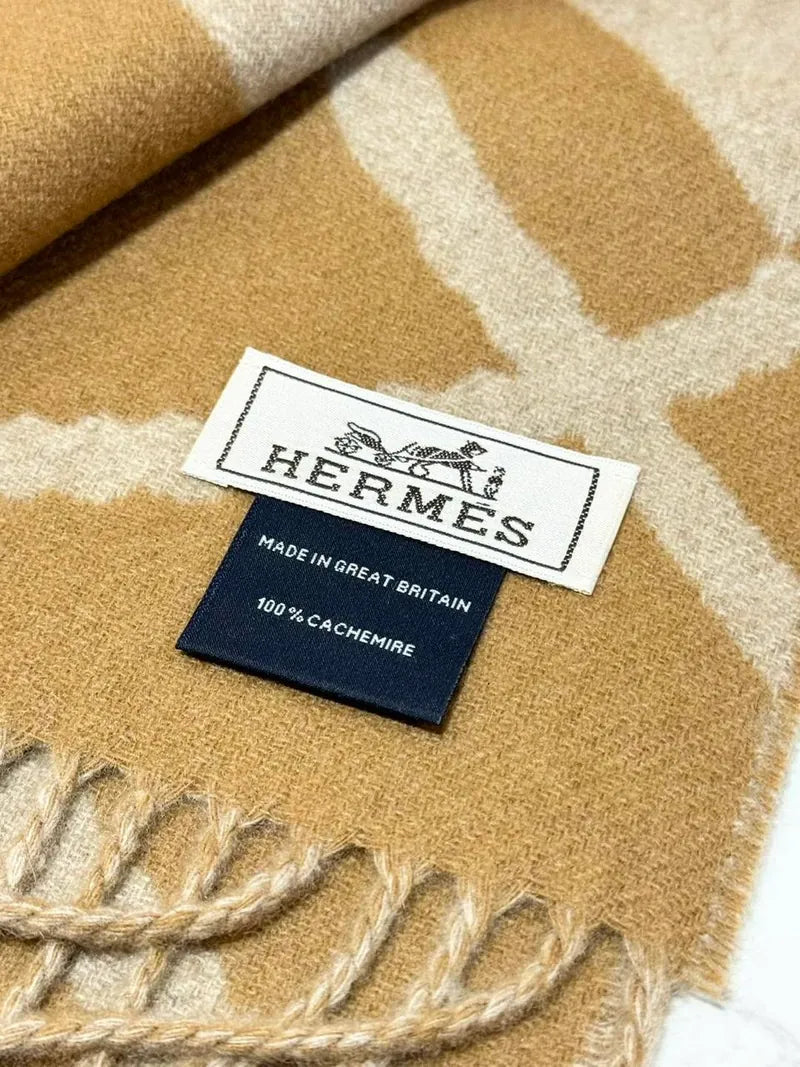 HERMES
MADE IN GREAT BRITAIN
100% CACHEMIRE